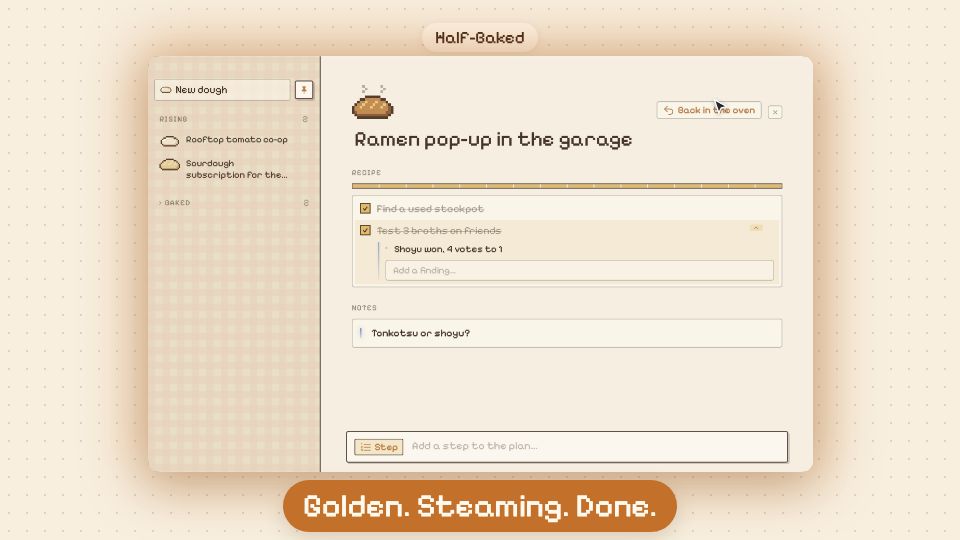 Half-Baked
New dough
RISING 2
Rooftop tomato co-op
Sourdough
subscription for the...
› BAKED 2
Back in the oven
×
Ramen pop-up in the garage
RECIPE
Find a used stockpot
Test 3 broths on friends
Shoyu won, 4 votes to 1
Add a finding...
NOTES
Tonkotsu or shoyu?
Step Add a step to the plan...
Golden. Steaming. Done.